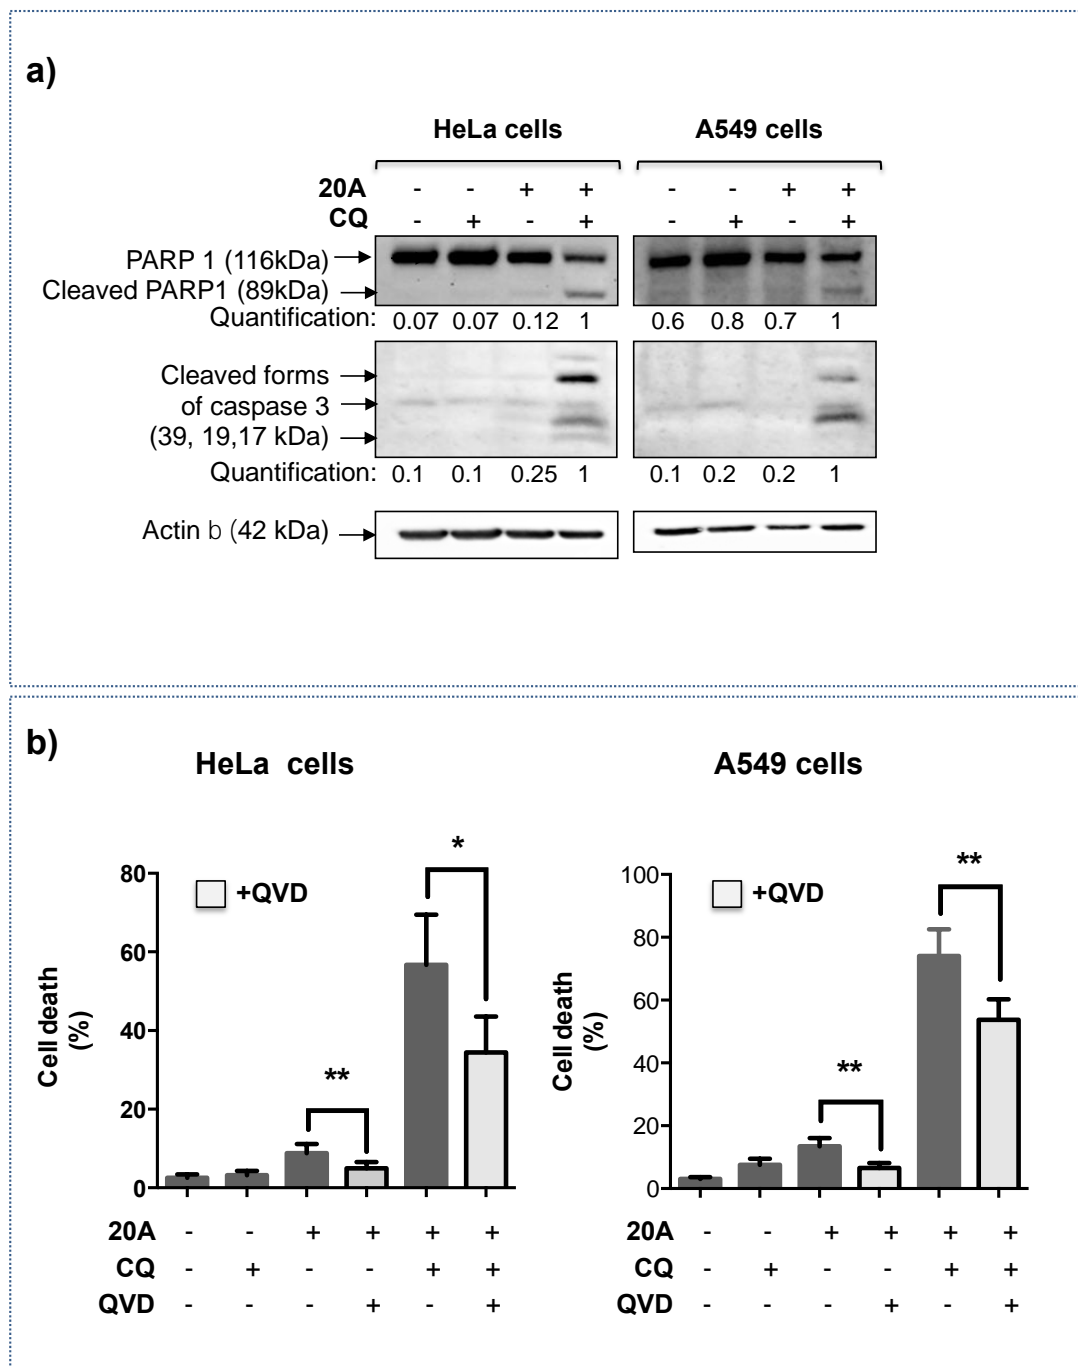 a)
HeLa cells A549 cells
20A - - + + - - + +
CQ - + - + - + - +
PARP 1 (116kDa)
Cleaved PARP1 (89kDa)
Quantification: 0.07 0.07 0.12 1 0.6 0.8 0.7 1
Cleaved forms
of caspase 3
(39, 19,17 kDa)
Quantification: 0.1 0.1 0.25 1 0.1 0.2 0.2 1
Actin b (42 kDa)
b)
HeLa cells
*
80
+QVD
60
40
**
20
0
Cell death
(%)
20A - - + + + +
CQ - + - - + +
QVD - - - + - +
A549 cells
**
100
+QVD
80
60
40
**
20
0
Cell death
(%)
20A - - + + + +
CQ - + - - + +
QVD - - - + - +